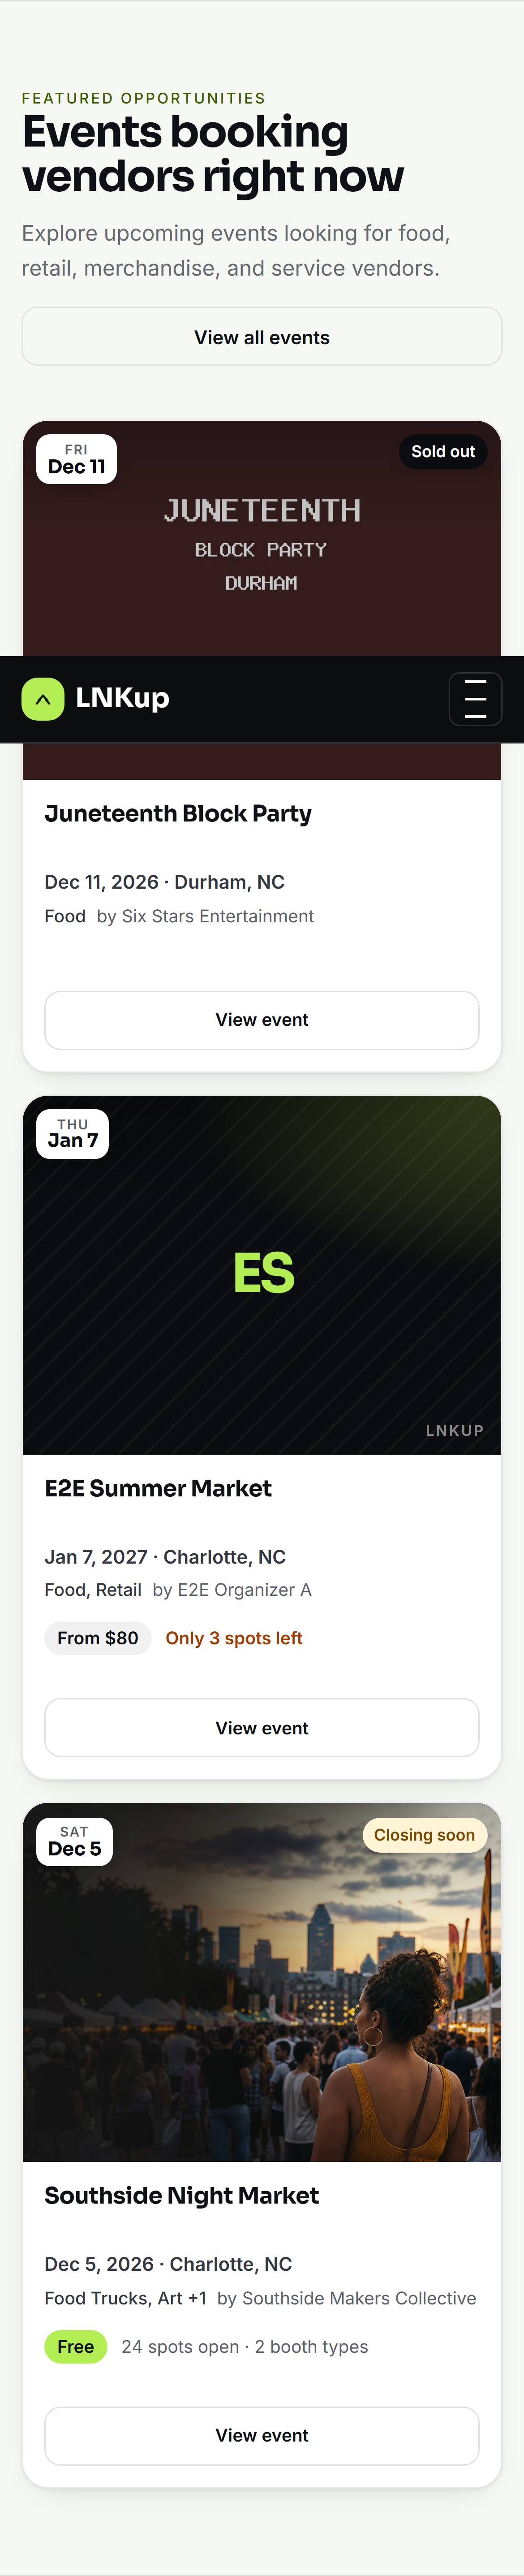 FEATURED OPPORTUNITIES
Events booking
vendors right now
Explore upcoming events looking for food,
retail, merchandise, and service vendors.
View all events
FRI
Dec 11
Sold out
JUNETEENTH
BLOCK PARTY
DURHAM
LNKup
Juneteenth Block Party
Dec 11, 2026 · Durham, NC
Food by Six Stars Entertainment
View event
THU
Jan 7
ES
LNKUP
E2E Summer Market
Jan 7, 2027 · Charlotte, NC
Food, Retail by E2E Organizer A
From $80 Only 3 spots left
View event
SAT
Dec 5
Closing soon
Southside Night Market
Dec 5, 2026 · Charlotte, NC
Food Trucks, Art +1 by Southside Makers Collective
Free 24 spots open · 2 booth types
View event